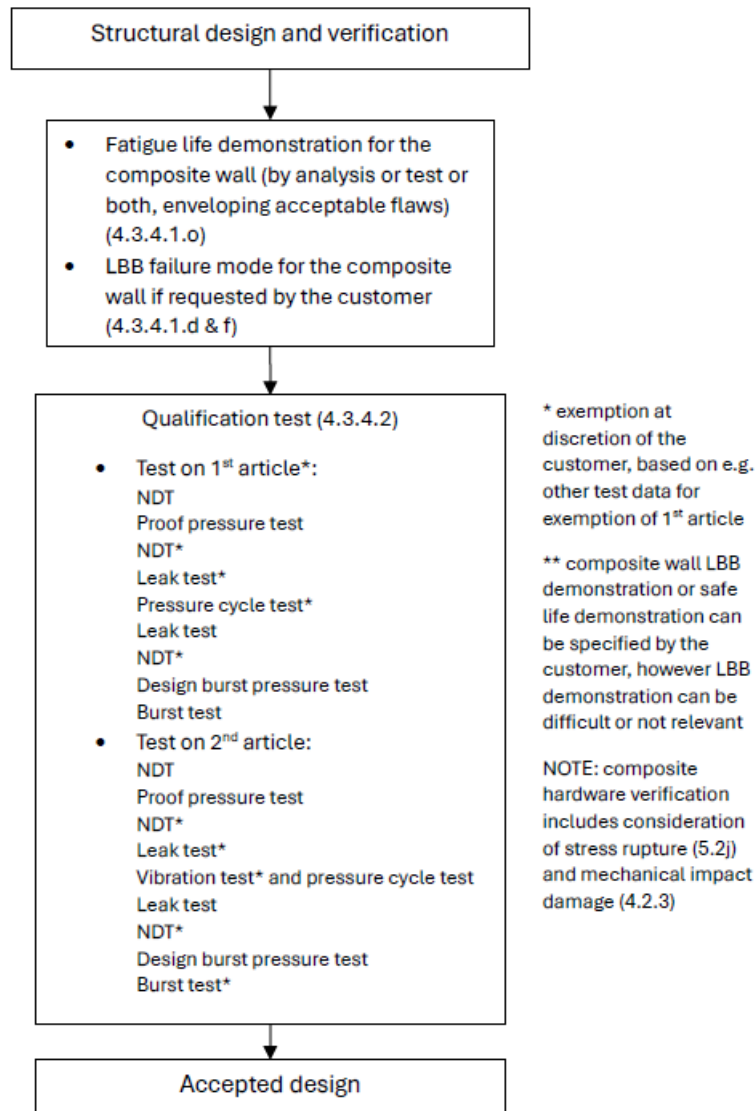 Structural design and verification
• Fatigue life demonstration for the
composite wall (by analysis or test or
both, enveloping acceptable flaws)
(4.3.4.1.o)
• LBB failure mode for the composite
wall if requested by the customer
(4.3.4.1.d & f)
Qualification test (4.3.4.2)
• Test on 1st article*:
NDT
Proof pressure test
NDT*
Leak test*
Pressure cycle test*
Leak test
NDT*
Design burst pressure test
Burst test
• Test on 2nd article:
NDT
Proof pressure test
NDT*
Leak test*
Vibration test* and pressure cycle test
Leak test
NDT*
Design burst pressure test
Burst test*
* exemption at
discretion of the
customer, based on e.g.
other test data for
exemption of 1st article
** composite wall LBB
demonstration or safe
life demonstration can
be specified by the
customer, however LBB
demonstration can be
difficult or not relevant
NOTE: composite
hardware verification
includes consideration
of stress rupture (5.2j)
and mechanical impact
damage (4.2.3)
Accepted design